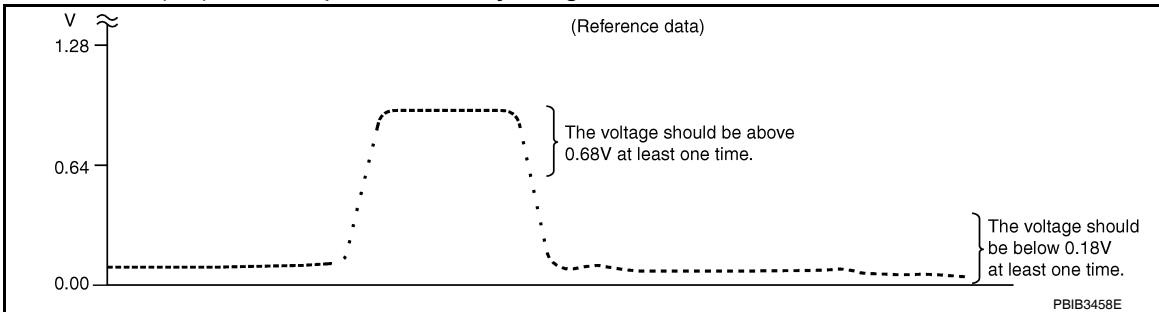 V
(Reference data)
1.28
The voltage should be above
0.68V at least one time.
0.64
The voltage should
be below 0.18V
at least one time.
0.00
PBIB3458E